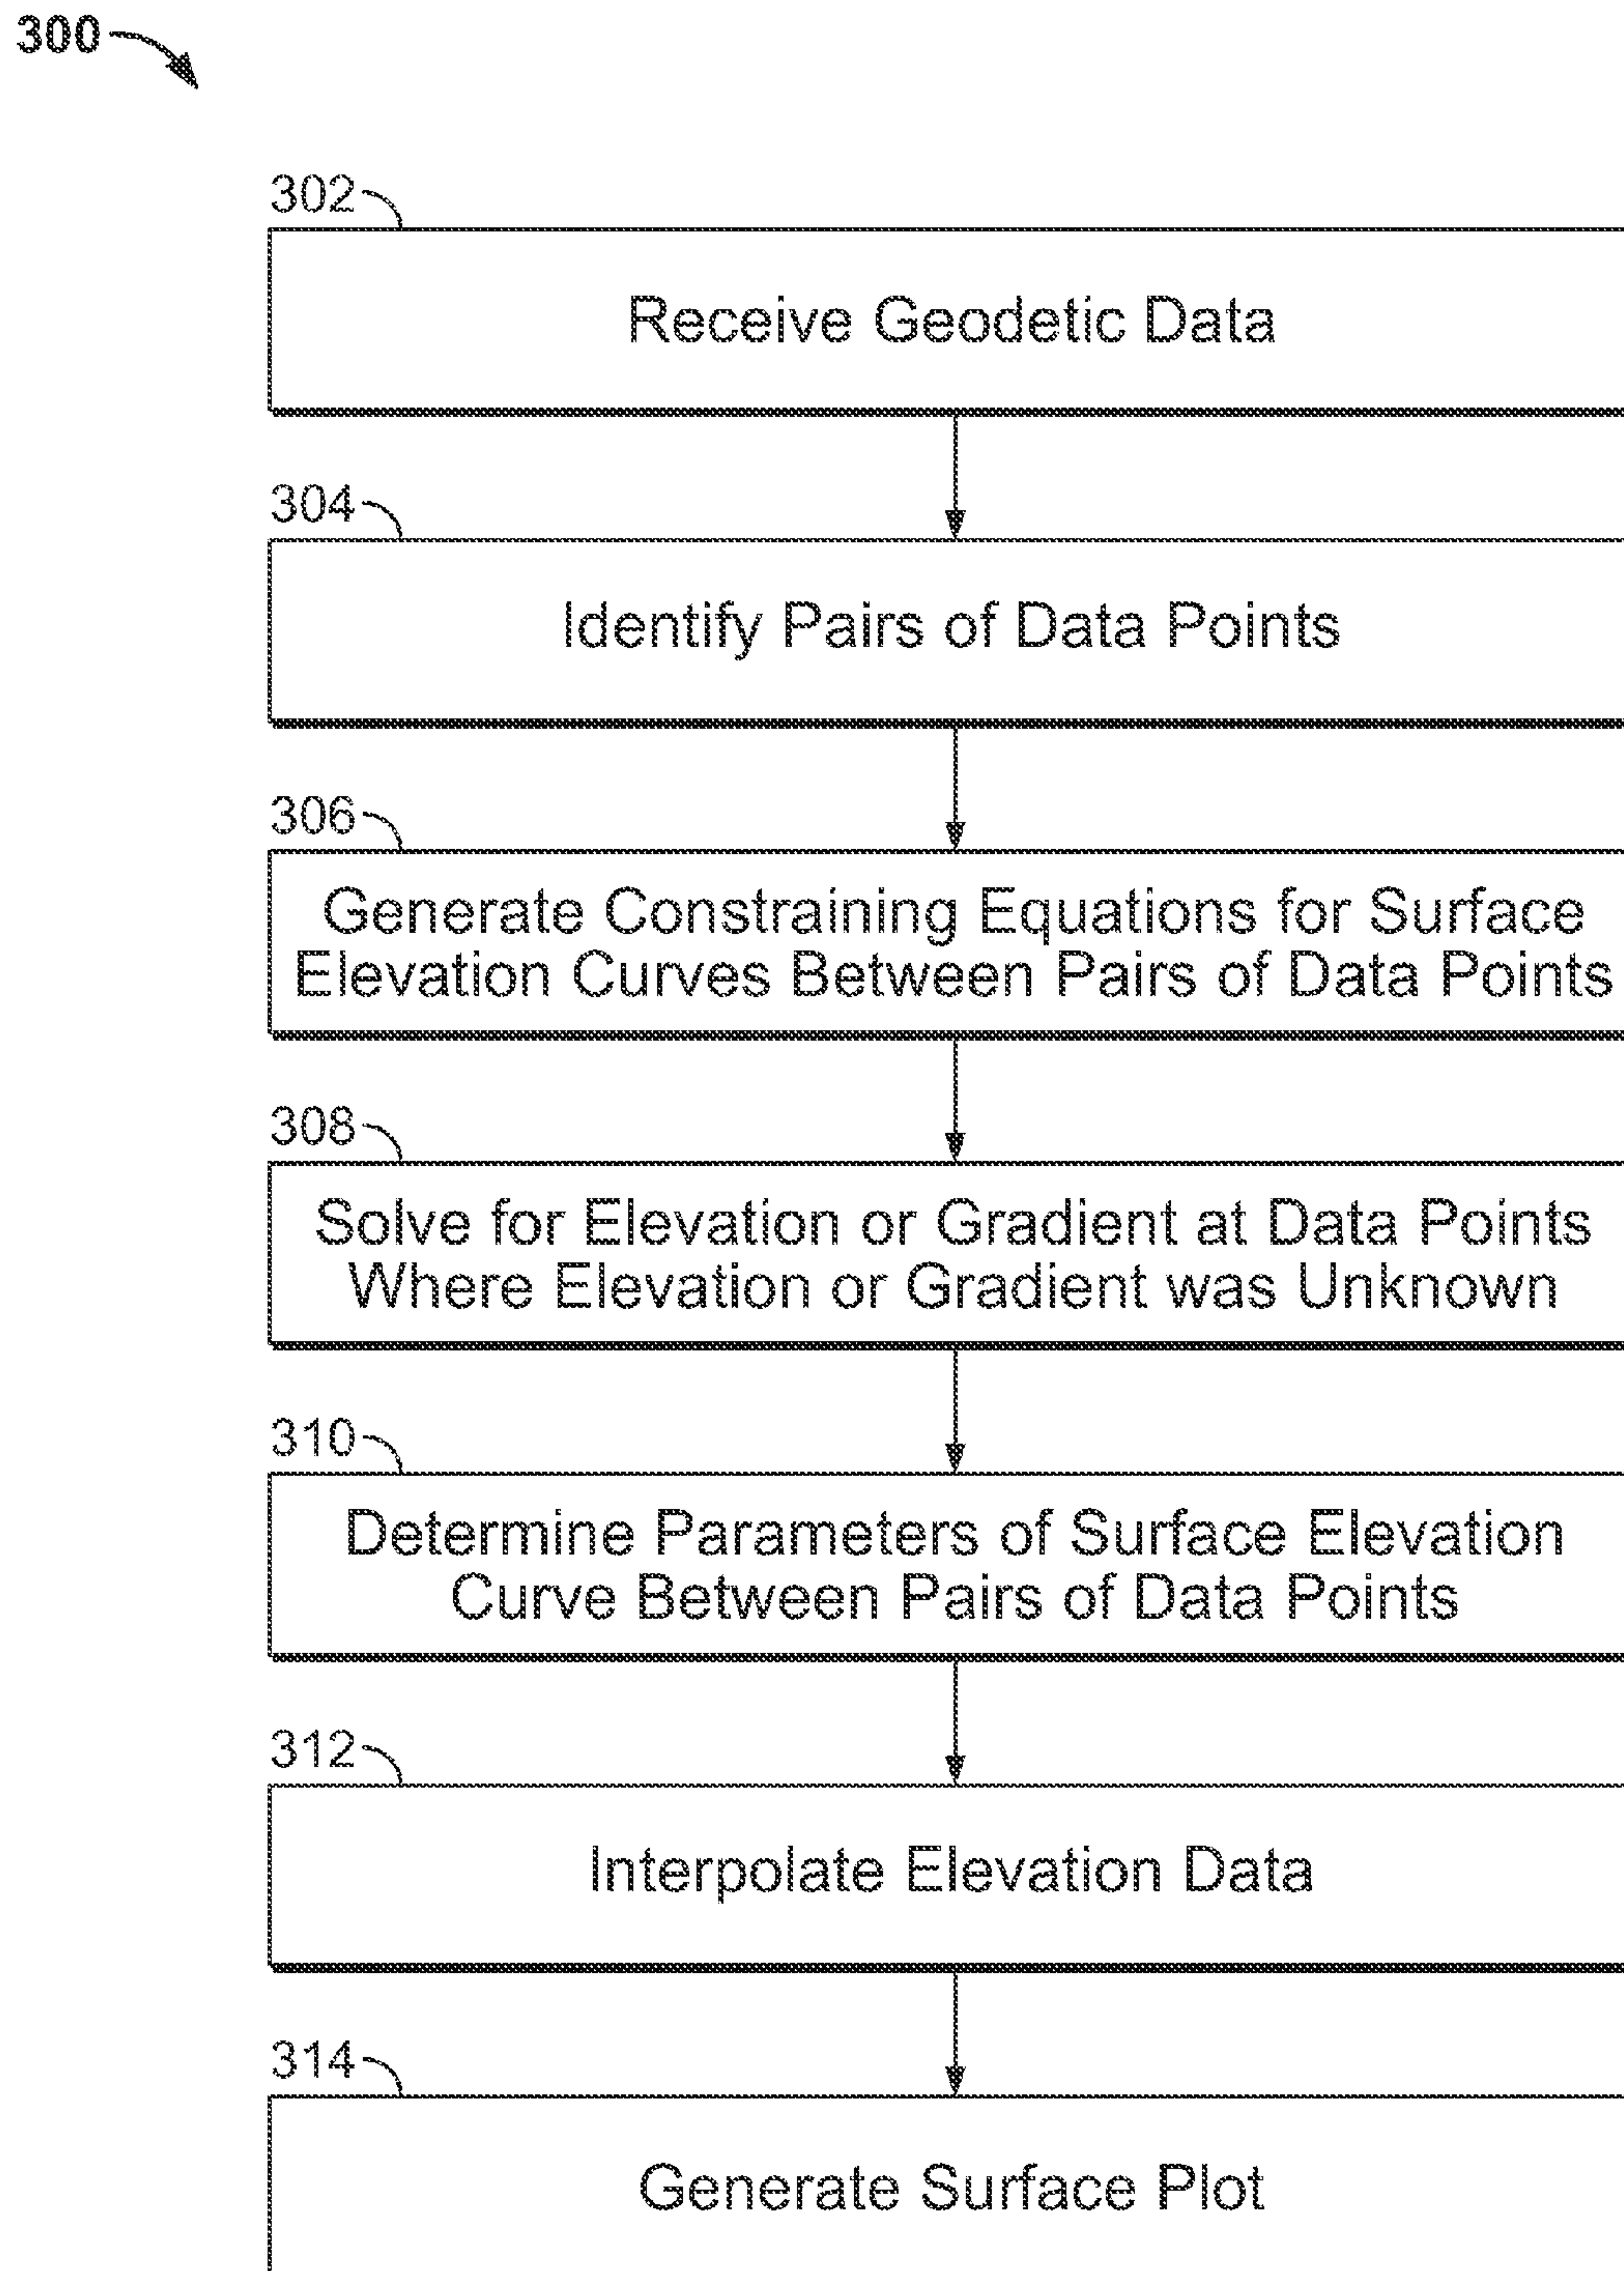 300
302
Receive Geodetic Data
304
Identify Pairs of Data Points
306
Generate Constraining Equations for Surface
Elevation Curves Between Pairs of Data Points
308
Solve for Elevation or Gradient at Data Points
Where Elevation or Gradient was Unknown
310
Determine Parameters of Surface Elevation
Curve Between Pairs of Data Points
312
Interpolate Elevation Data
314
Generate Surface Plot